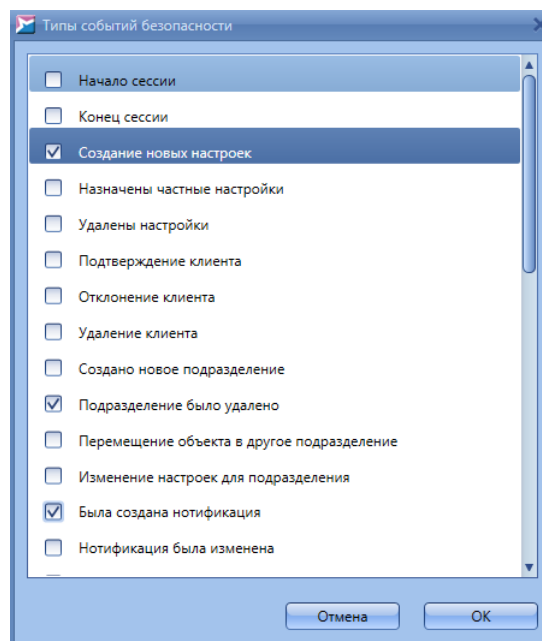 Типы событий безопасности
Начало сессии
Конец сессии
Создание новых настроек
Назначены частные настройки
Удалены настройки
Подтверждение клиента
Отклонение клиента
Удаление клиента
Создано новое подразделение
Подразделение было удалено
Перемещение объекта в другое подразделение
Изменение настроек для подразделения
Была создана нотификация
Нотификация была изменена
Отмена
ОК